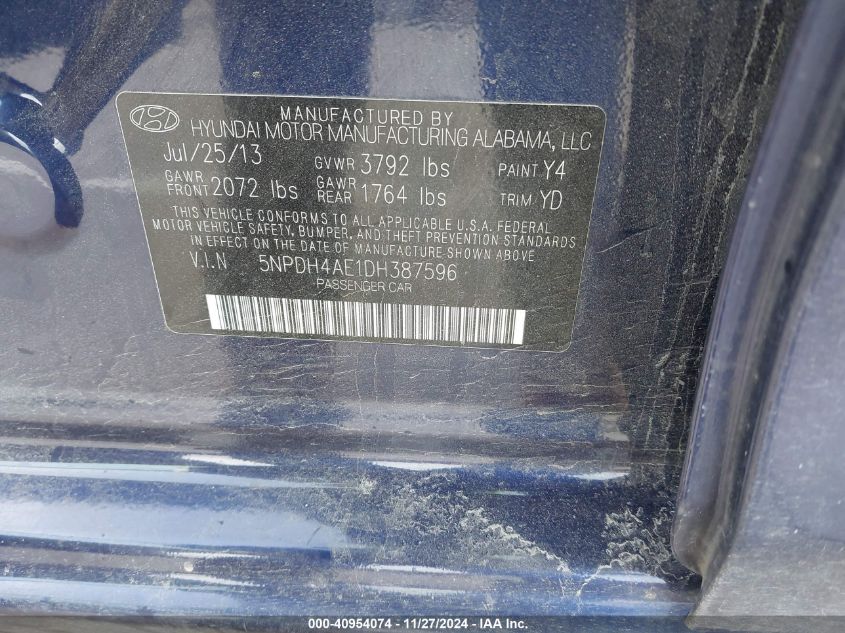 MANUFACTURED BY
HYUNDAI MOTOR MANUFACTURING ALABAMA, LLC
Jul/25/13 GVWR 3792 lbs PAINT Y4
GAWR FRONT 2072 lbs GAWR REAR 1764 lbs TRIM YD
THIS VEHICLE CONFORMS TO ALL APPLICABLE U.S.A. FEDERAL
MOTOR VEHICLE SAFETY, BUMPER, AND THEFT PREVENTION STANDARDS
IN EFFECT ON THE DATE OF MANUFACTURE SHOWN ABOVE
V.I.N 5NPDH4AE1DH387596
PASSENGER CAR
000-40954074 - 11/27/2024 - IAA Inc.